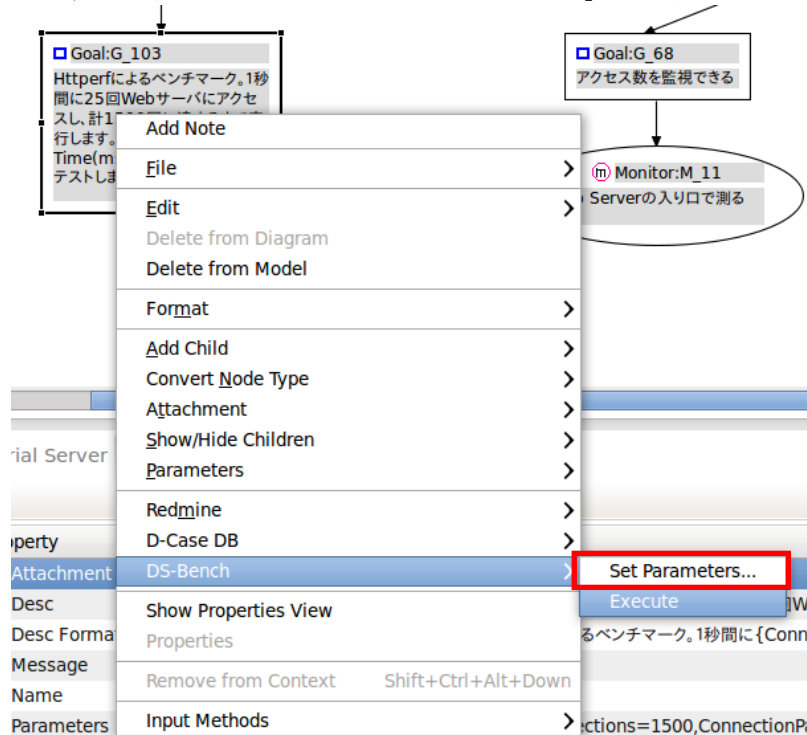 Goal:G_103
Httperfによるベンチマーク。1秒
間に25回Webサーバにアクセ
スし、計1
行します。
Time(m
テストしま
Goal:G_68
アクセス数を監視できる
Monitor:M_11
Serverの入り口で測る
Add Note
File
Edit
Delete from Diagram
Delete from Model
Format
Add Child
Convert Node Type
Attachment
Show/Hide Children
Parameters
Redmine
D-Case DB
DS-Bench
Set Parameters...
Execute
Show Properties View
Properties
Remove from Context Shift+Ctrl+Alt+Down
Input Methods
rial Server
perty
Attachment
Desc
Desc Forma
るベンチマーク。1秒間に{Conn
Message
Name
Parameters
ections=1500,ConnectionPa